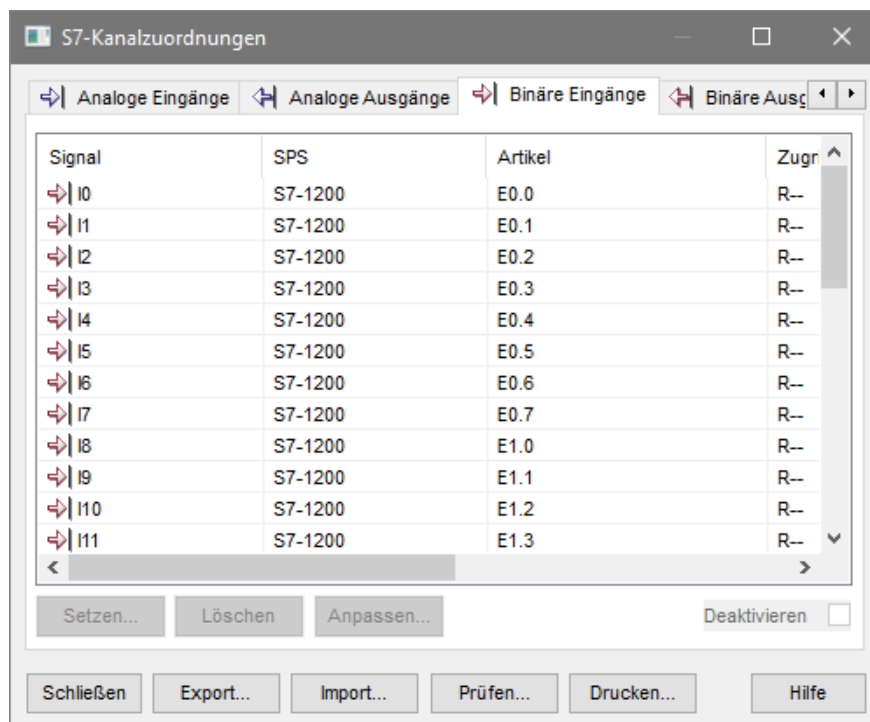 S7-Kanalzuordnungen
Analoge Eingänge Analoge Ausgänge Binäre Eingänge Binäre Ausg
Signal SPS Artikel Zugri
I0 S7-1200 E0.0 R--
I1 S7-1200 E0.1 R--
I2 S7-1200 E0.2 R--
I3 S7-1200 E0.3 R--
I4 S7-1200 E0.4 R--
I5 S7-1200 E0.5 R--
I6 S7-1200 E0.6 R--
I7 S7-1200 E0.7 R--
I8 S7-1200 E1.0 R--
I9 S7-1200 E1.1 R--
I10 S7-1200 E1.2 R--
I11 S7-1200 E1.3 R--
Setzen... Löschen Anpassen... Deaktivieren
Schließen Export... Import... Prüfen... Drucken... Hilfe